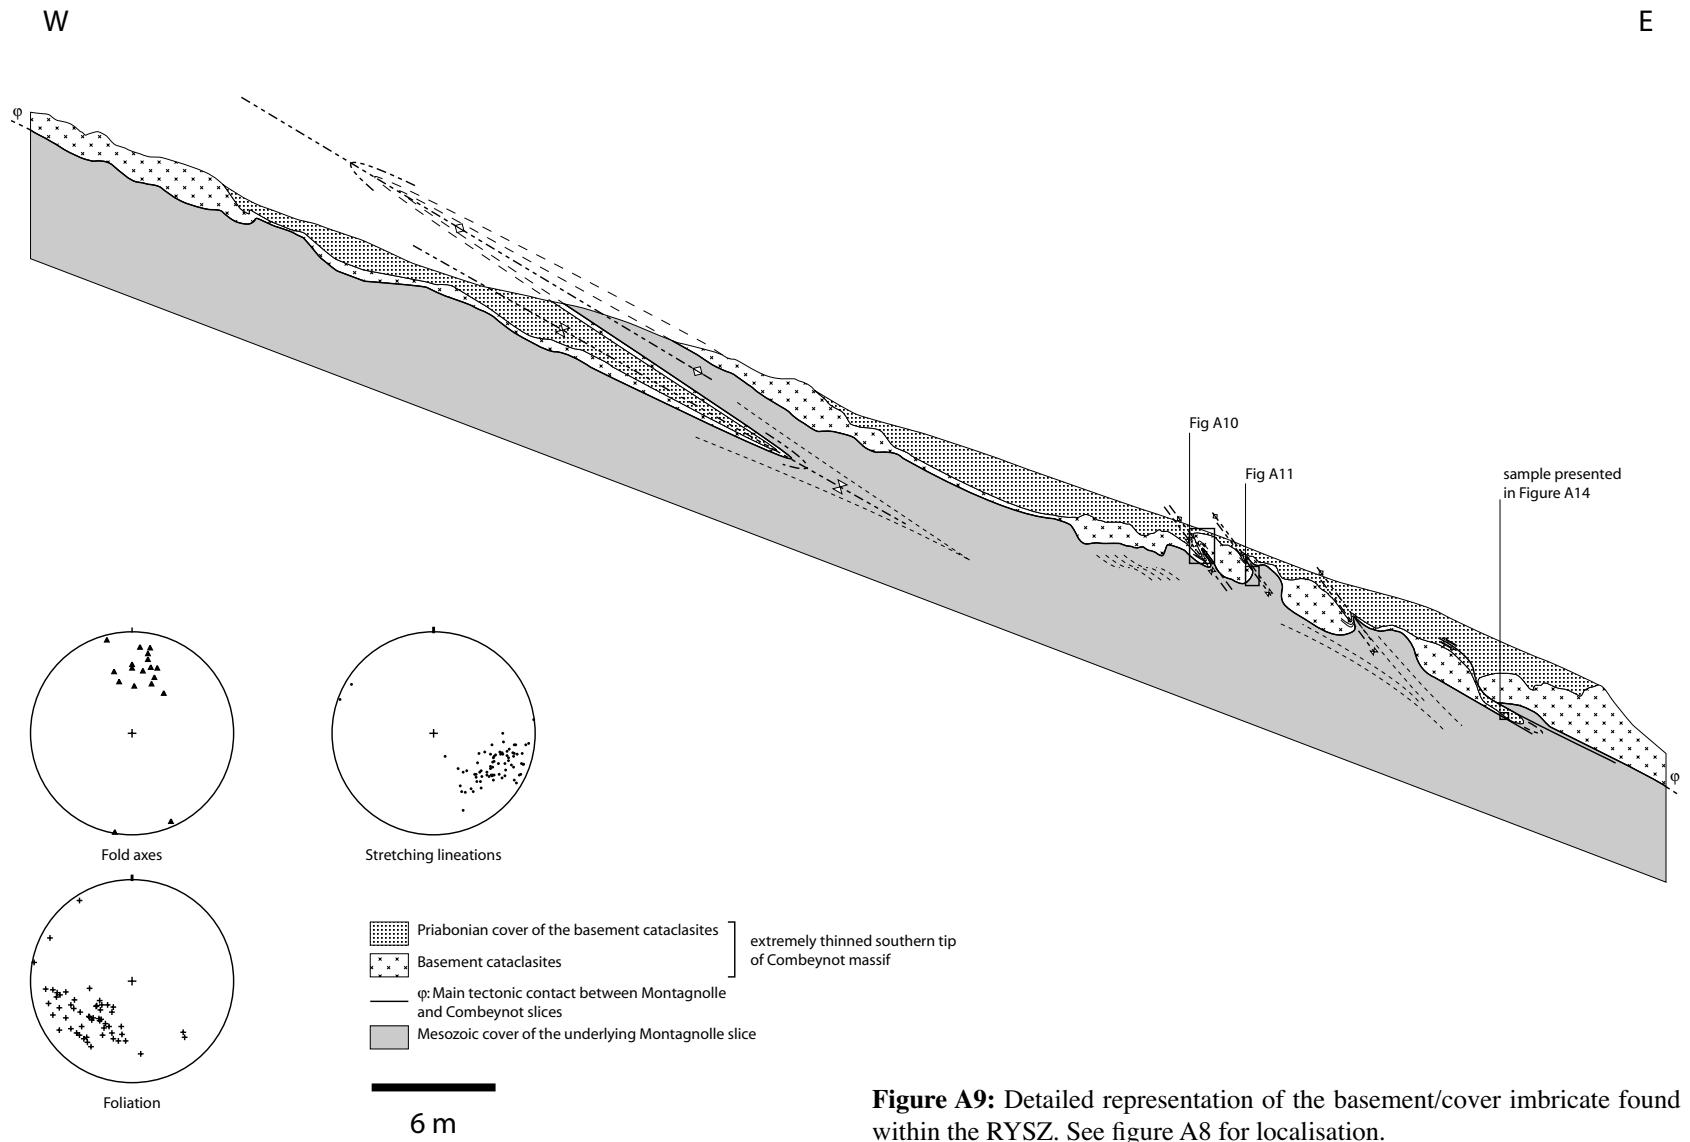 W
E
φ
Fig A10
Fig A11
sample presented
in Figure A14
φ
Fold axes
Stretching lineations
Foliation
Priabonian cover of the basement cataclasites
Basement cataclasites
extremely thinned southern tip
of Combeynot massif
φ: Main tectonic contact between Montagnolle
and Combeynot slices
Mesozoic cover of the underlying Montagnolle slice
6 m
Figure A9: Detailed representation of the basement/cover imbricate found
within the RYSZ. See figure A8 for localisation.